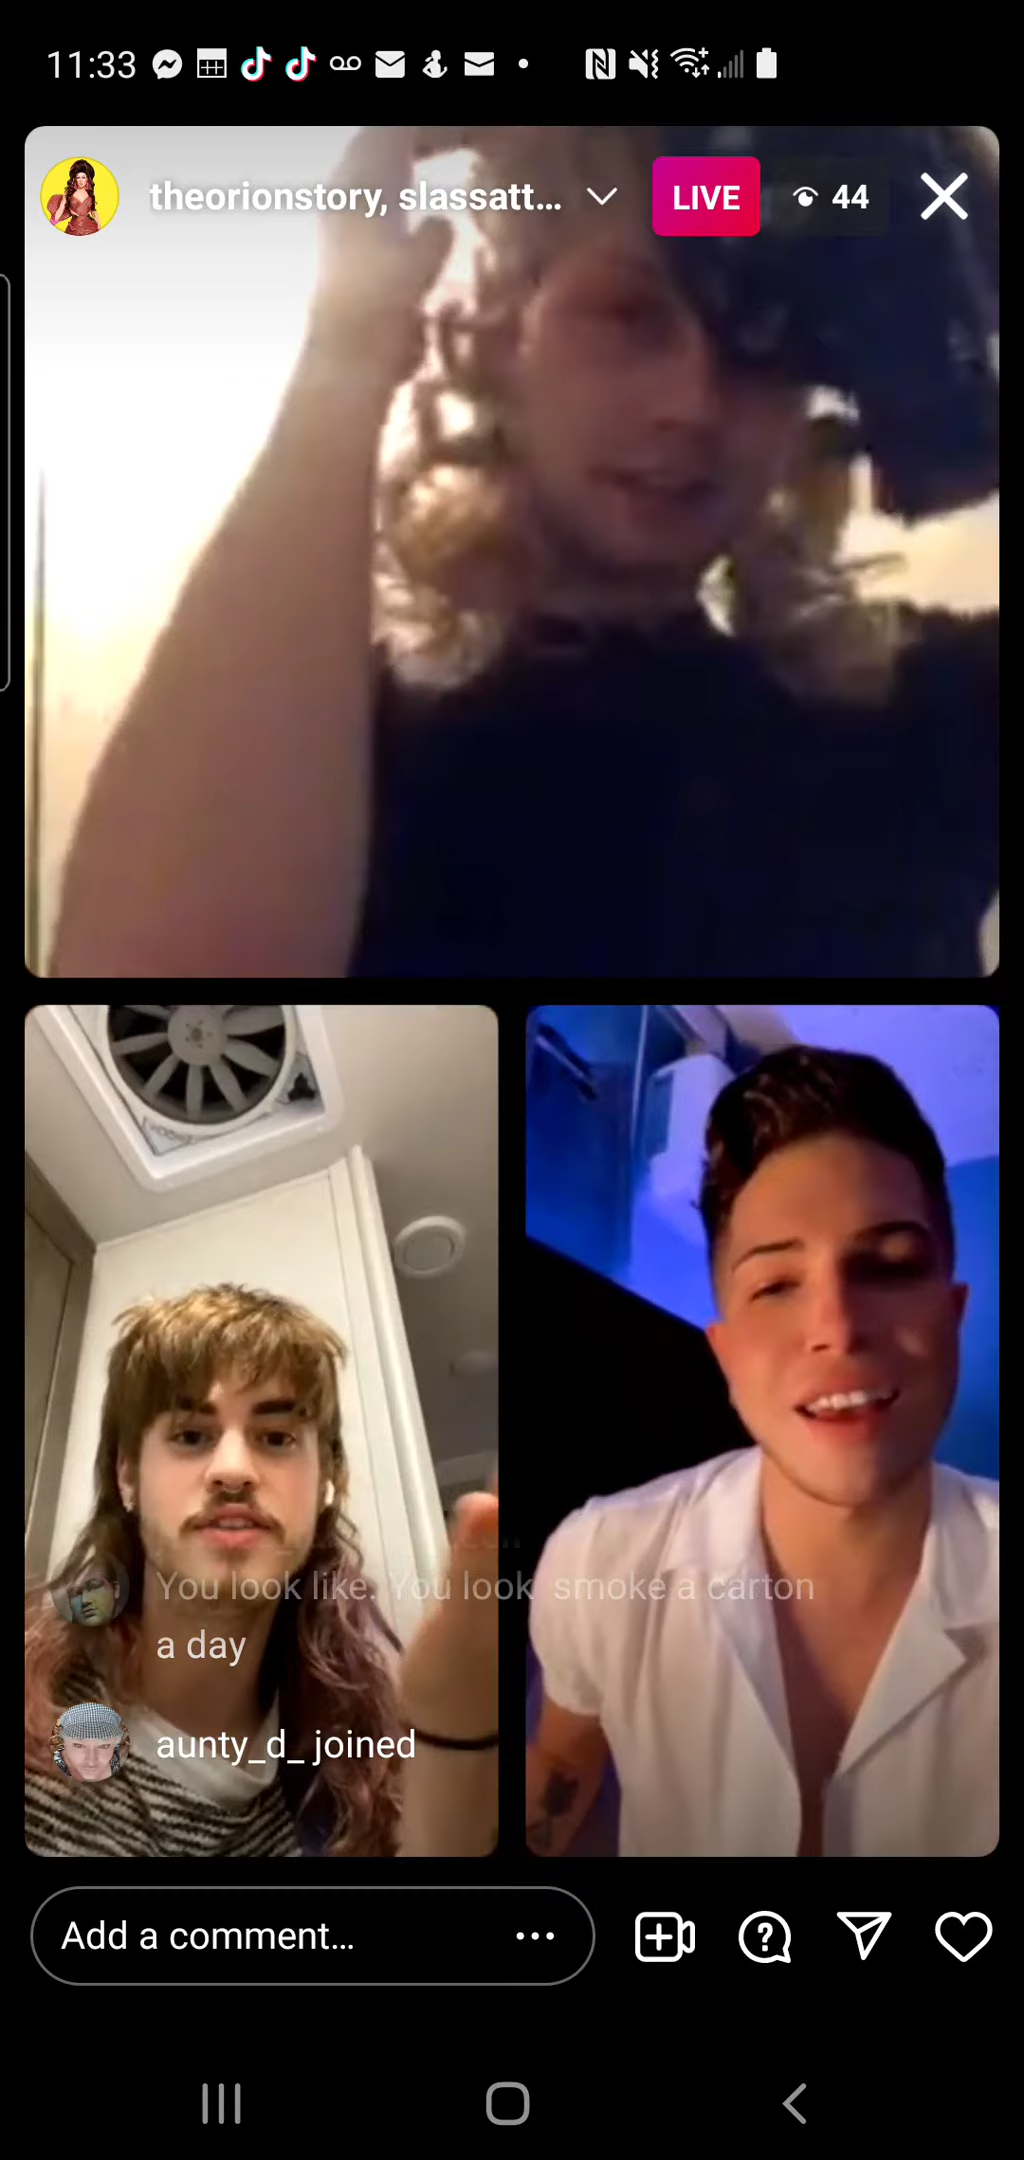 11:33
theorionstory, slassatt...
LIVE
44
You look like. You look smoke a carton
a day
aunty_d_ joined
Add a comment...